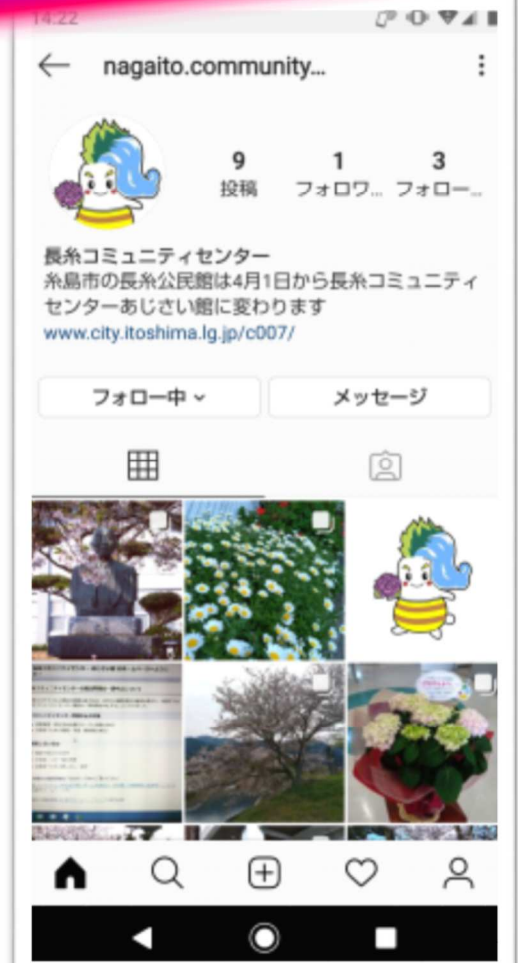 14:22
nagaito.community...
9
投稿
1
フォロワ...
3
フォロー...
長糸コミュニティセンター
糸島市の長糸公民館は4月1日から長糸コミュニティ
センターあじさい館に変わります
www.city.itoshima.lg.jp/c007/
フォロー中
メッセージ